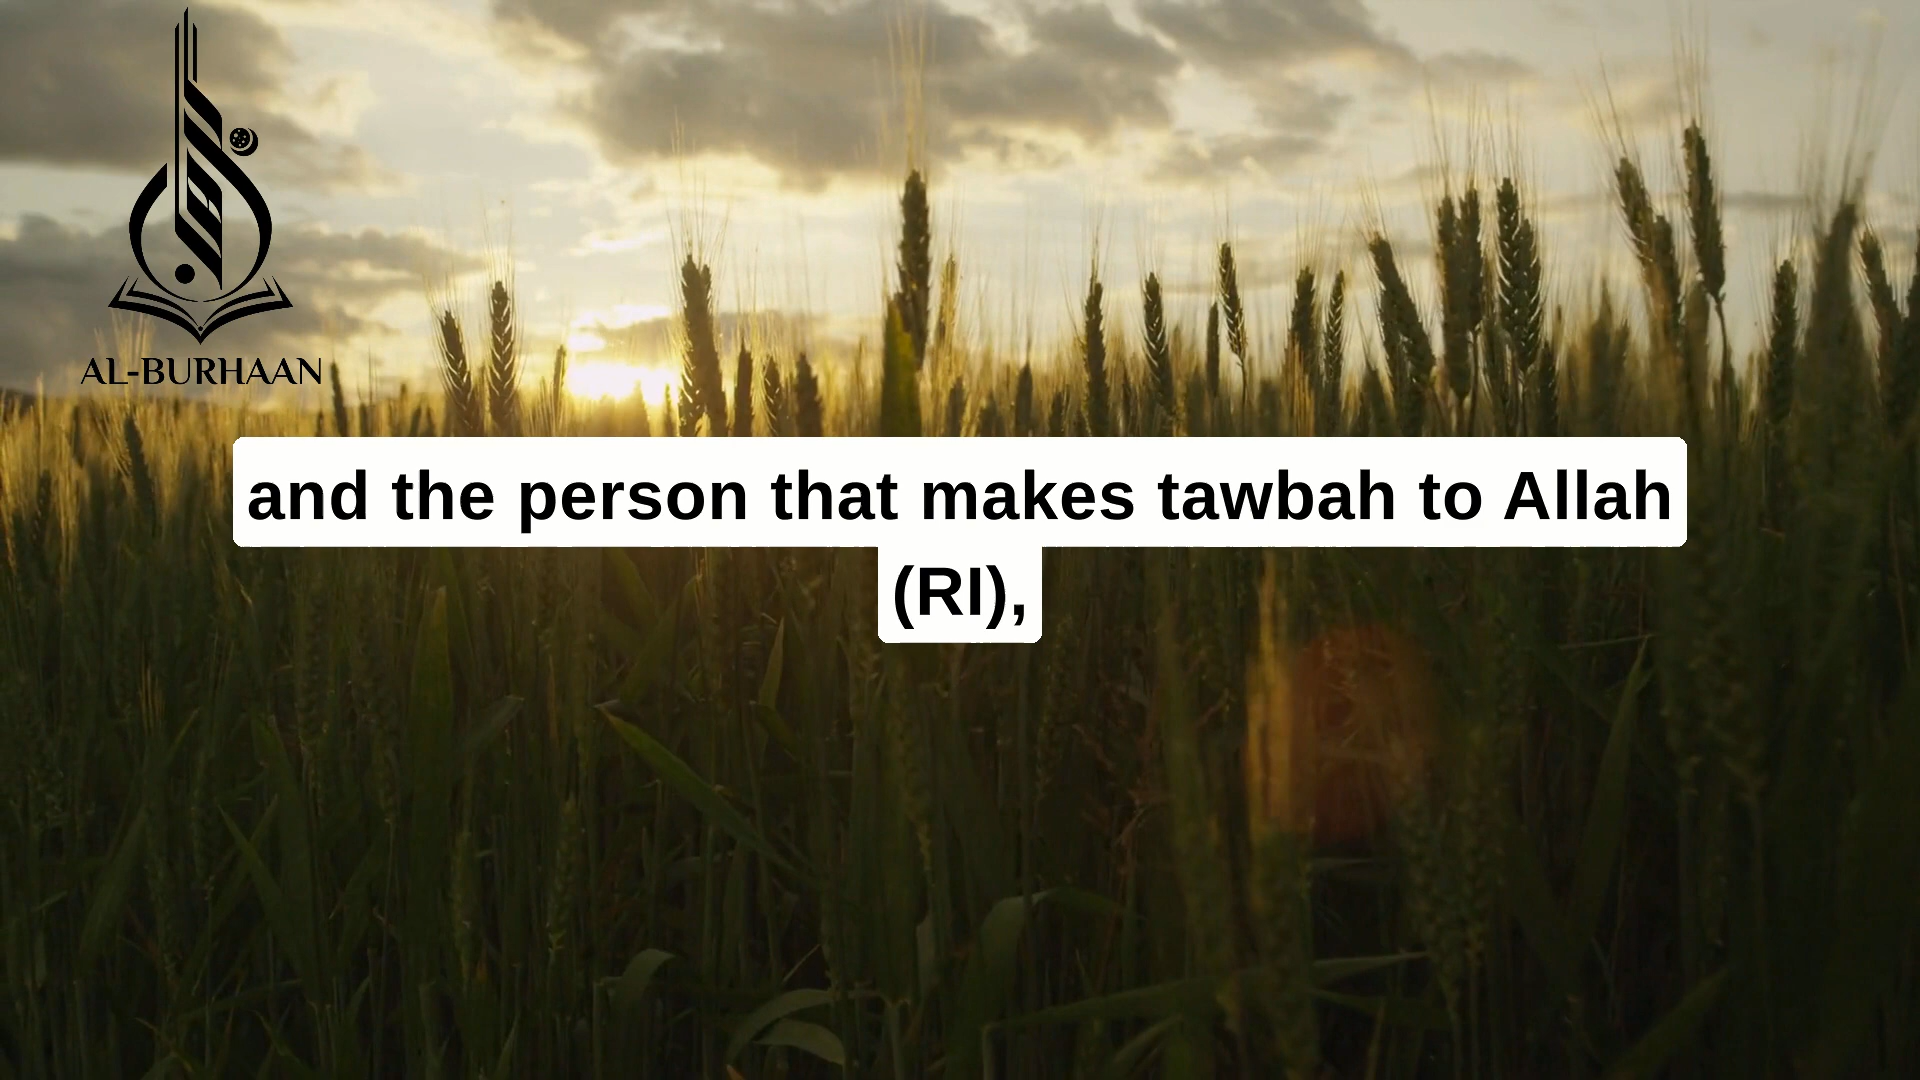 AL-BURHAAN
and the person that makes tawbah to Allah
(RI),